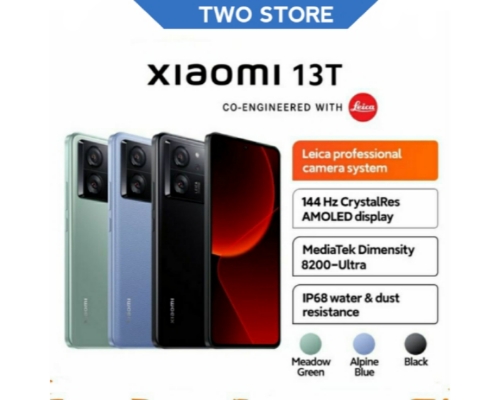 TWO STORE
xiaomi 13T
CO-ENGINEERED WITH Leica
Leica professional
camera system
144 Hz CrystalRes
AMOLED display
MediaTek Dimensity
8200-Ultra
IP68 water & dust
resistance
Meadow
Green
Alpine
Blue
Black